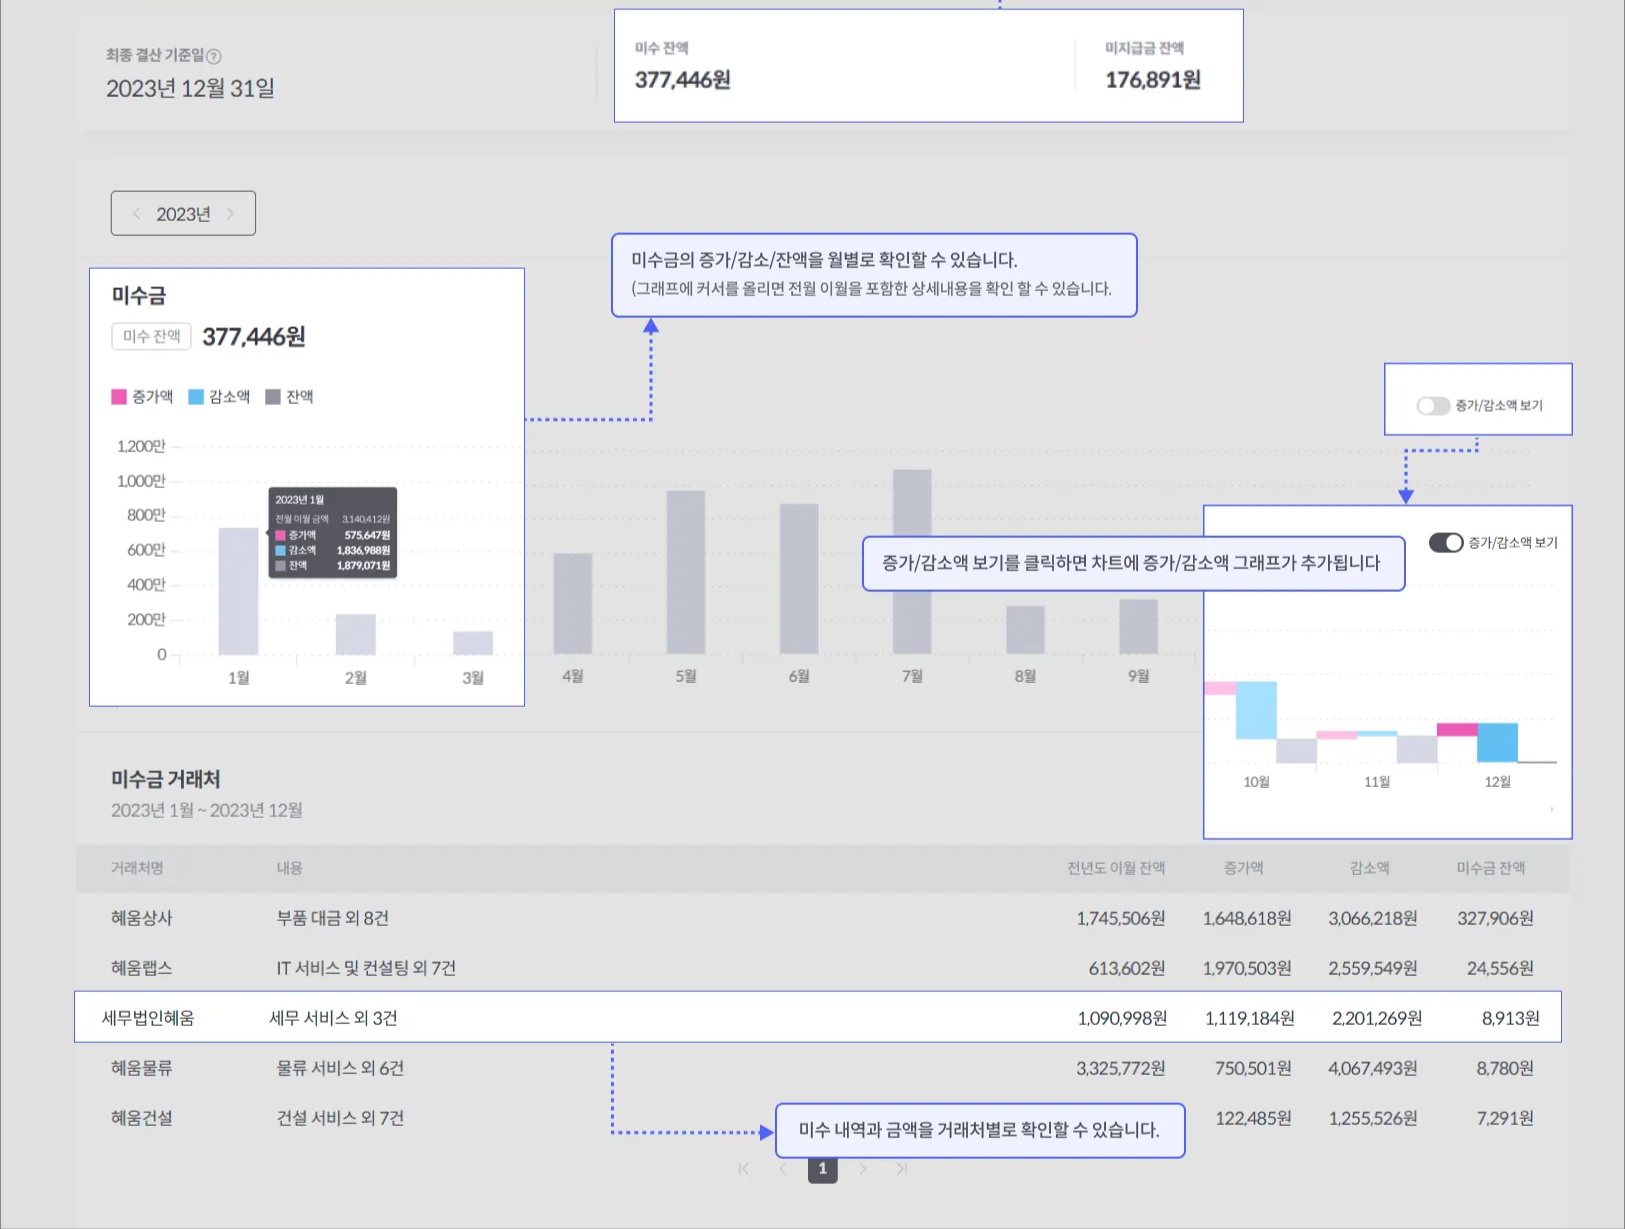 최종 결산 기준일?
2023년 12월 31일
미수 잔액
377,446원
미지급금 잔액
176,891원
2023년
미수금의 증가/감소/잔액을 월별로 확인할 수 있습니다.
(그래프에 커서를 올리면 전월 이월을 포함한 상세내용을 확인 할 수 있습니다.
미수금
미수 잔액 377,446원
증가액 감소액 잔액
증가/감소액 보기
1,200만
1,000만
800만
600만
400만
200만
0
2023년 1월
전월 이월 금액 3,140,412원
증가액 575,647원
감소액 1,836,988원
잔액 1,879,071원
증가/감소액 보기
증가/감소액 보기를 클릭하면 차트에 증가/감소액 그래프가 추가됩니다
1월 2월 3월 4월 5월 6월 7월 8월 9월
10월 11월 12월
미수금 거래처
2023년 1월 ~ 2023년 12월
거래처명 내용 전년도 이월 잔액 증가액 감소액 미수금 잔액
혜움상사 부품 대금 외 8건 1,745,506원 1,648,618원 3,066,218원 327,906원
혜움랩스 IT 서비스 및 컨설팅 외 7건 613,602원 1,970,503원 2,559,549원 24,556원
세무법인혜움 세무 서비스 외 3건 1,090,998원 1,119,184원 2,201,269원 8,913원
혜움물류 물류 서비스 외 6건 3,325,772원 750,501원 4,067,493원 8,780원
혜움건설 건설 서비스 외 7건 122,485원 1,255,526원 7,291원
미수 내역과 금액을 거래처별로 확인할 수 있습니다.
1